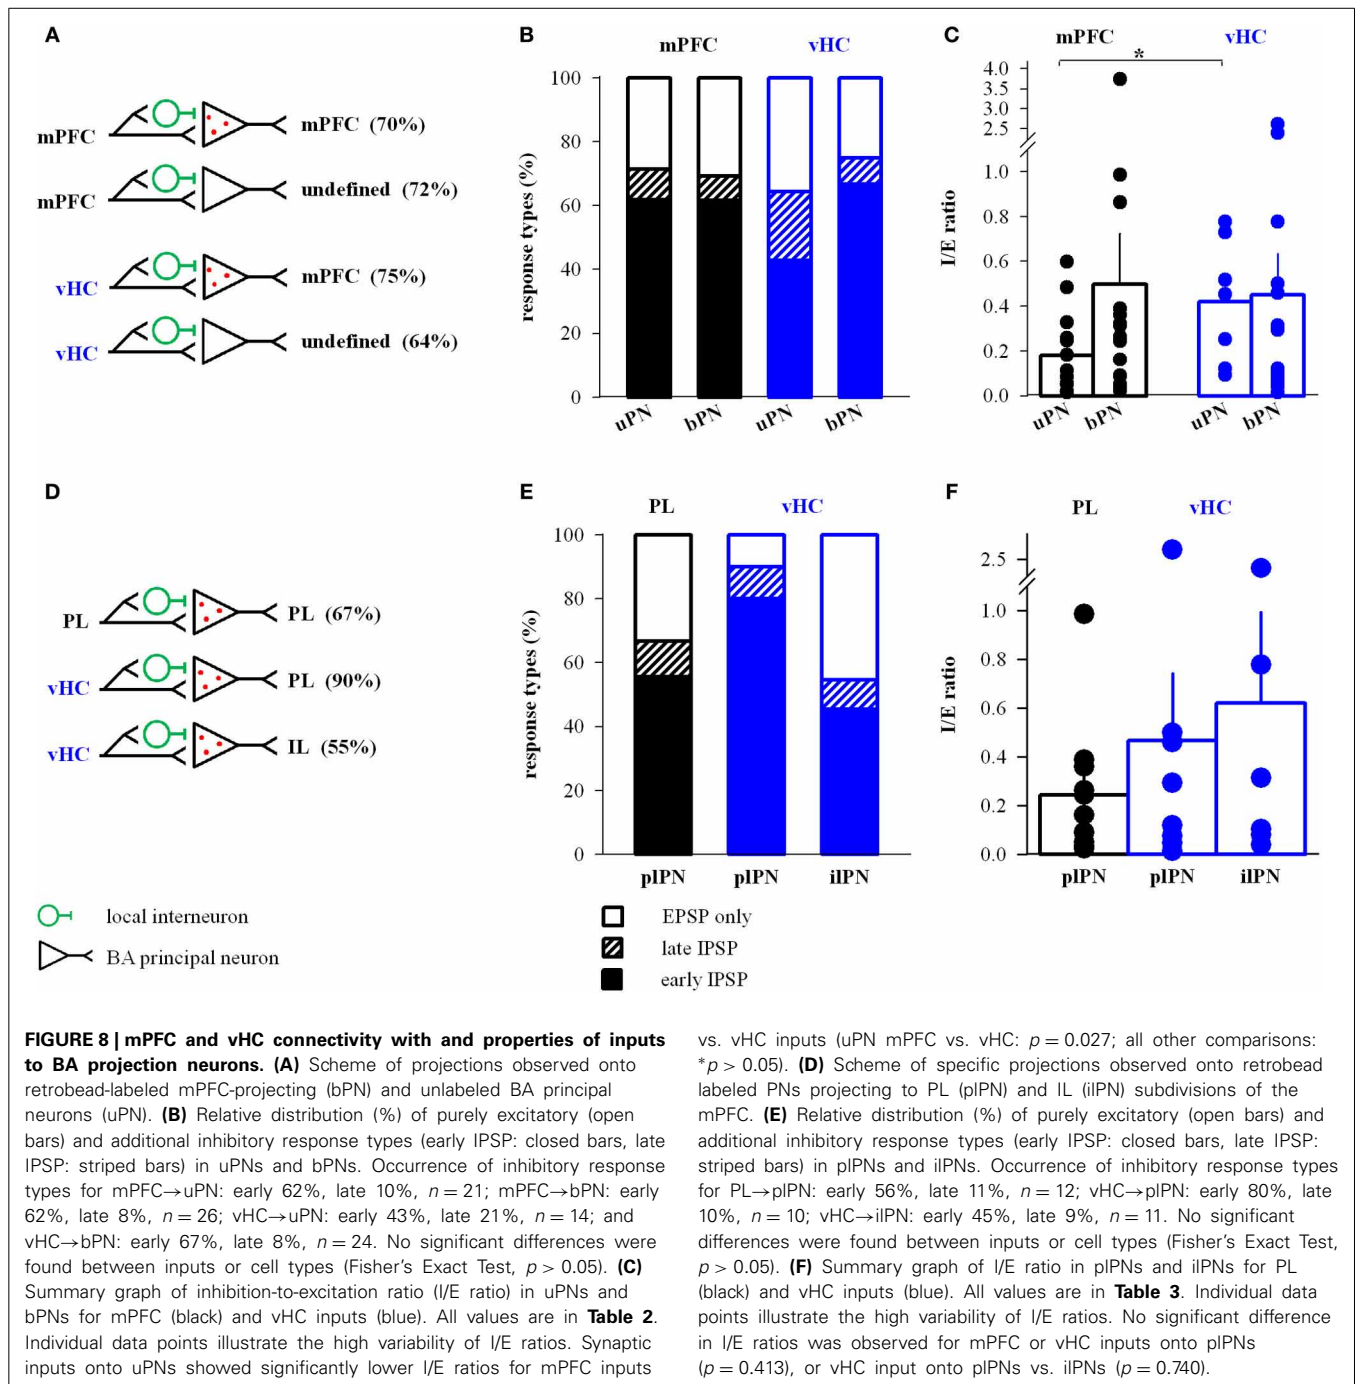 A
mPFC
mPFC (70%)
mPFC
undefined (72%)
vHC
mPFC (75%)
vHC
undefined (64%)
B
mPFC
vHC
response types (%)
100
80
60
40
20
0
uPN
bPN
uPN
bPN
C
mPFC
vHC
*
I/E ratio
4.0
3.5
3.0
2.5
1.0
0.8
0.6
0.4
0.2
0.0
uPN
bPN
uPN
bPN
D
PL
PL (67%)
vHC
PL (90%)
vHC
IL (55%)
local interneuron
BA principal neuron
E
PL
vHC
response types (%)
100
80
60
40
20
0
plPN
plPN
ilPN
EPSP only
late IPSP
early IPSP
F
PL
vHC
I/E ratio
2.5
1.0
0.8
0.6
0.4
0.2
0.0
plPN
plPN
ilPN
FIGURE 8 | mPFC and vHC connectivity with and properties of inputs
to BA projection neurons. (A) Scheme of projections observed onto
retrobead-labeled mPFC-projecting (bPN) and unlabeled BA principal
neurons (uPN). (B) Relative distribution (%) of purely excitatory (open
bars) and additional inhibitory response types (early IPSP: closed bars, late
IPSP: striped bars) in uPNs and bPNs. Occurrence of inhibitory response
types for mPFC→uPN: early 62%, late 10%, n = 21; mPFC→bPN: early
62%, late 8%, n = 26; vHC→uPN: early 43%, late 21%, n = 14; and
vHC→bPN: early 67%, late 8%, n = 24. No significant differences were
found between inputs or cell types (Fisher's Exact Test, p > 0.05). (C)
Summary graph of inhibition-to-excitation ratio (I/E ratio) in uPNs and
bPNs for mPFC (black) and vHC inputs (blue). All values are in Table 2.
Individual data points illustrate the high variability of I/E ratios. Synaptic
inputs onto uPNs showed significantly lower I/E ratios for mPFC inputs
vs. vHC inputs (uPN mPFC vs. vHC: p = 0.027; all other comparisons:
*p > 0.05). (D) Scheme of specific projections observed onto retrobead
labeled PNs projecting to PL (plPN) and IL (ilPN) subdivisions of the
mPFC. (E) Relative distribution (%) of purely excitatory (open bars) and
additional inhibitory response types (early IPSP: closed bars, late IPSP:
striped bars) in plPNs and ilPNs. Occurrence of inhibitory response types
for PL→plPN: early 56%, late 11%, n = 12; vHC→plPN: early 80%, late
10%, n = 10; vHC→ilPN: early 45%, late 9%, n = 11. No significant
differences were found between inputs or cell types (Fisher's Exact Test,
p > 0.05). (F) Summary graph of I/E ratio in plPNs and ilPNs for PL
(black) and vHC inputs (blue). All values are in Table 3. Individual data
points illustrate the high variability of I/E ratios. No significant difference
in I/E ratios was observed for mPFC or vHC inputs onto plPNs
(p = 0.413), or vHC input onto plPNs vs. ilPNs (p = 0.740).